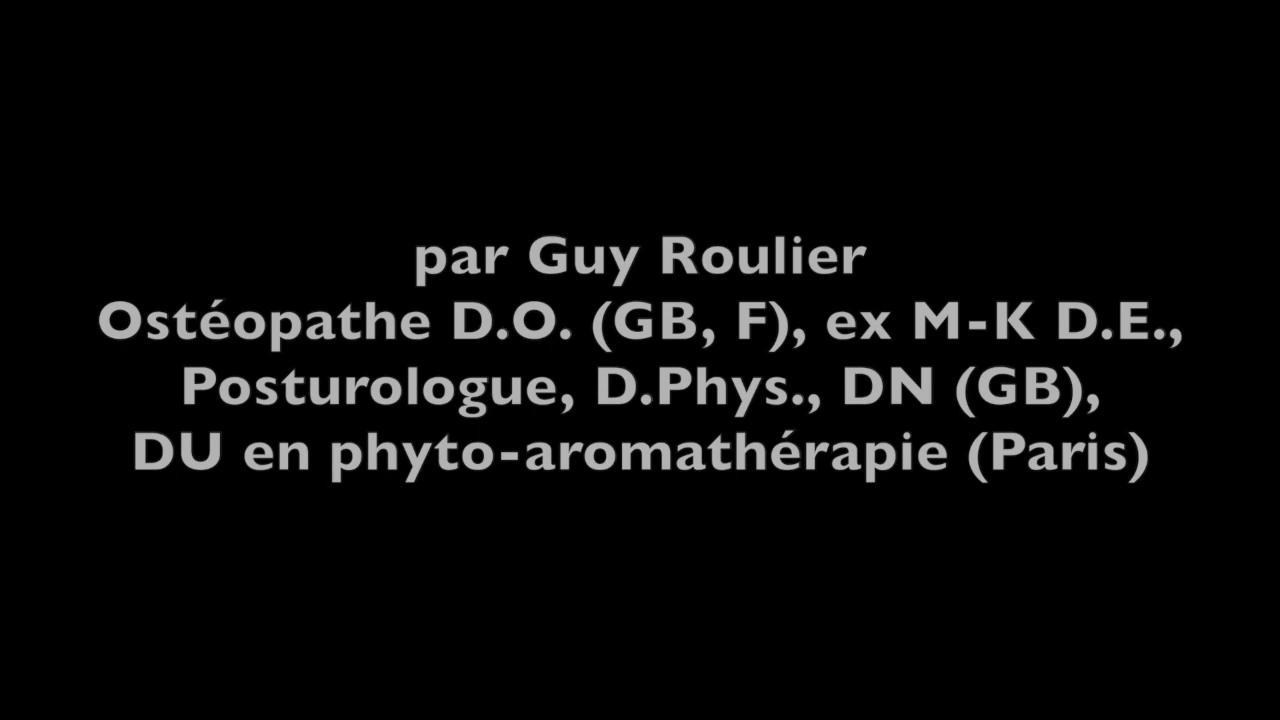 par Guy Roulier
Ostéopathe D.O. (GB, F), ex M-K D.E.,
Posturologue, D.Phys., DN (GB),
DU en phyto-aromathérapie (Paris)